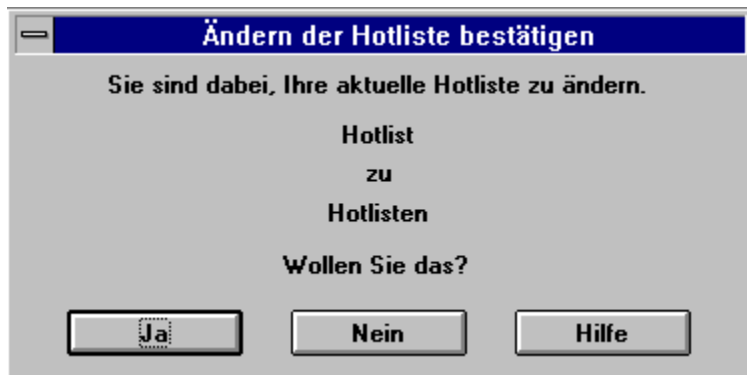 Ändern der Hotliste bestätigen
Sie sind dabei, Ihre aktuelle Hotliste zu ändern.
Hotlist
zu
Hotlisten
Wollen Sie das?
Ja Nein Hilfe